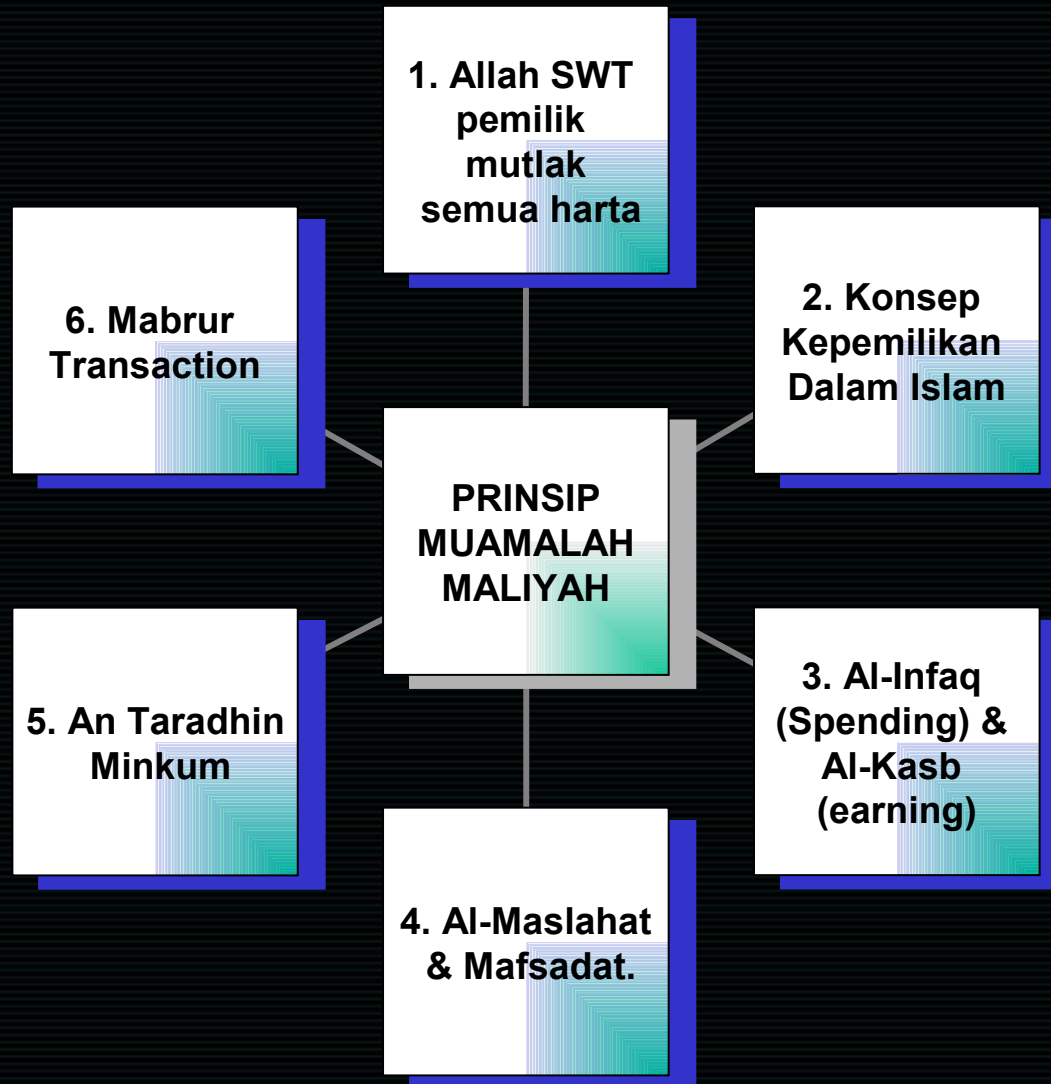 1. Allah SWT
pemilik
mutlak
semua harta
2. Konsep
Kepemilikan
Dalam Islam
3. Al-Infaq
(Spending) &
Al-Kasb
(earning)
4. Al-Maslahat
& Mafsadat.
5. An Taradhin
Minkum
6. Mabrur
Transaction
PRINSIP
MUAMALAH
MALIYAH